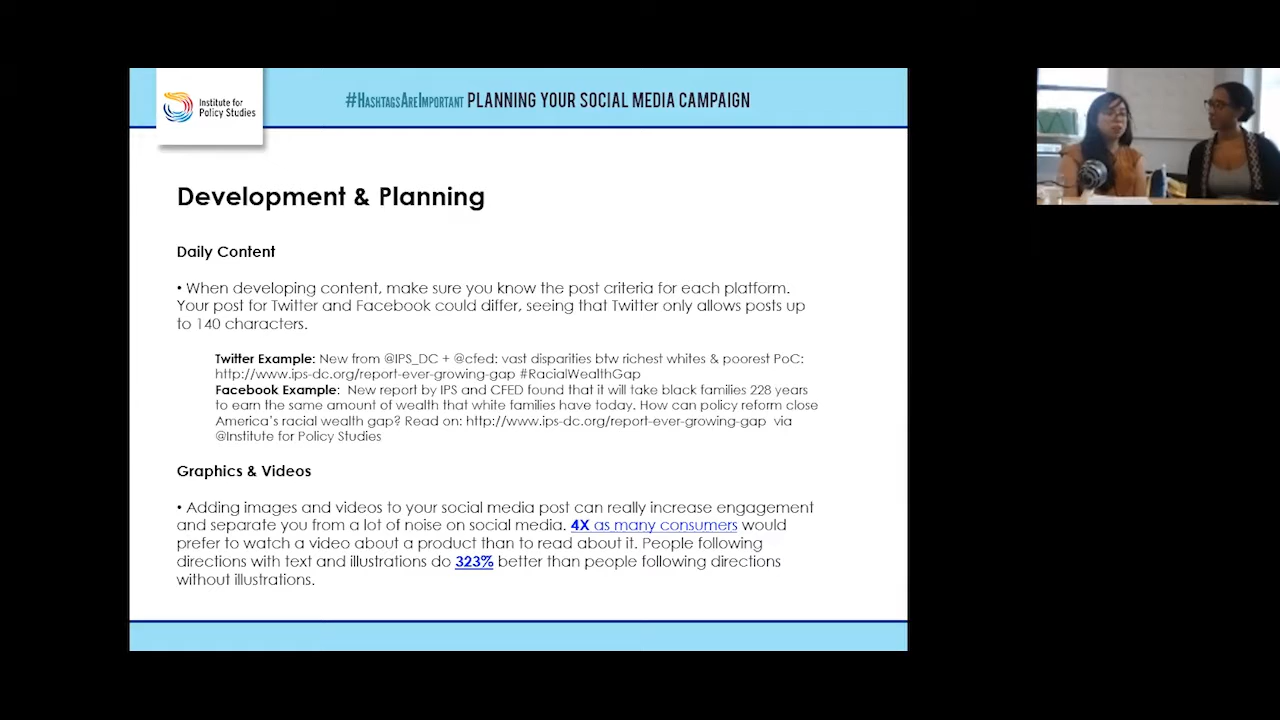 Institute for
Policy Studies
#HashtagsAreImportant PLANNING YOUR SOCIAL MEDIA CAMPAIGN
Development & Planning
Daily Content
• When developing content, make sure you know the post criteria for each platform.
Your post for Twitter and Facebook could differ, seeing that Twitter only allows posts up
to 140 characters.
Twitter Example: New from @IPS_DC + @cfed: vast disparities btw richest whites & poorest PoC:
http://www.ips-dc.org/report-ever-growing-gap #RacialWealthGap
Facebook Example: New report by IPS and CFED found that it will take black families 228 years
to earn the same amount of wealth that white families have today. How can policy reform close
America's racial wealth gap? Read on: http://www.ips-dc.org/report-ever-growing-gap via
@Institute for Policy Studies
Graphics & Videos
• Adding images and videos to your social media post can really increase engagement
and separate you from a lot of noise on social media. 4X as many consumers would
prefer to watch a video about a product than to read about it. People following
directions with text and illustrations do 323% better than people following directions
without illustrations.